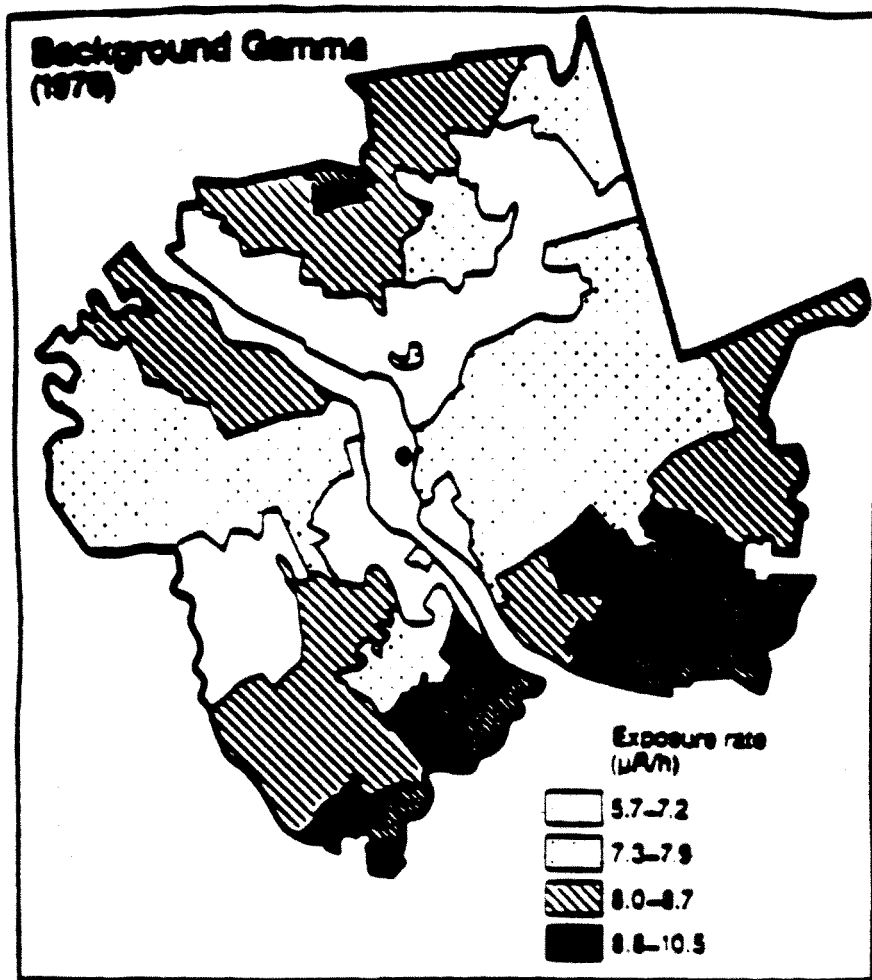 Background Gamma
(1976)
Exposure rate
(μR/h)
5.7–7.2
7.3–7.9
8.0–8.7
8.8–10.5